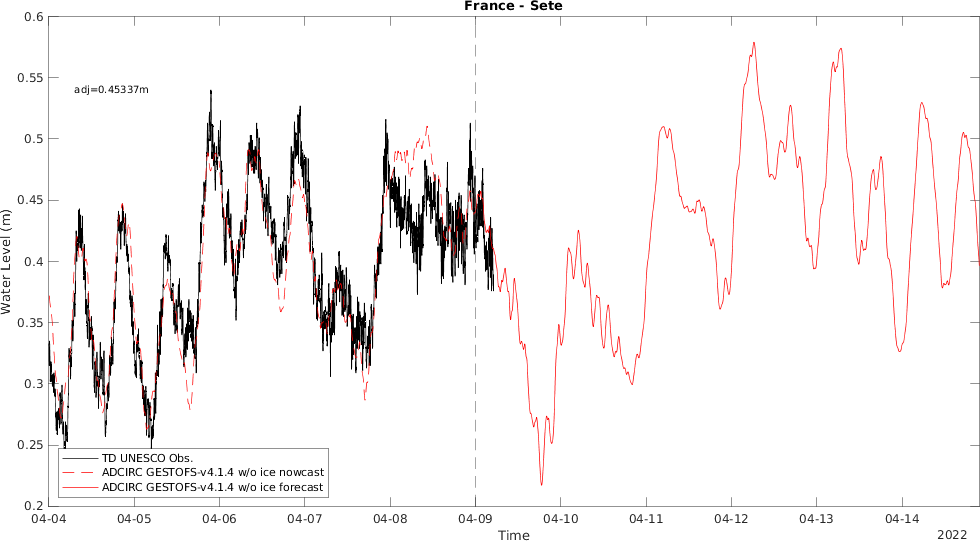 France - Sete
0.6
0.55
0.5
0.45
0.4
0.35
0.3
0.25
0.2
Water Level (m)
adj=0.45337m
TD UNESCO Obs.
ADCIRC GESTOFS-v4.1.4 w/o ice nowcast
ADCIRC GESTOFS-v4.1.4 w/o ice forecast
04-04 04-05 04-06 04-07 04-08 04-09 04-10 04-11 04-12 04-13 04-14
Time
2022